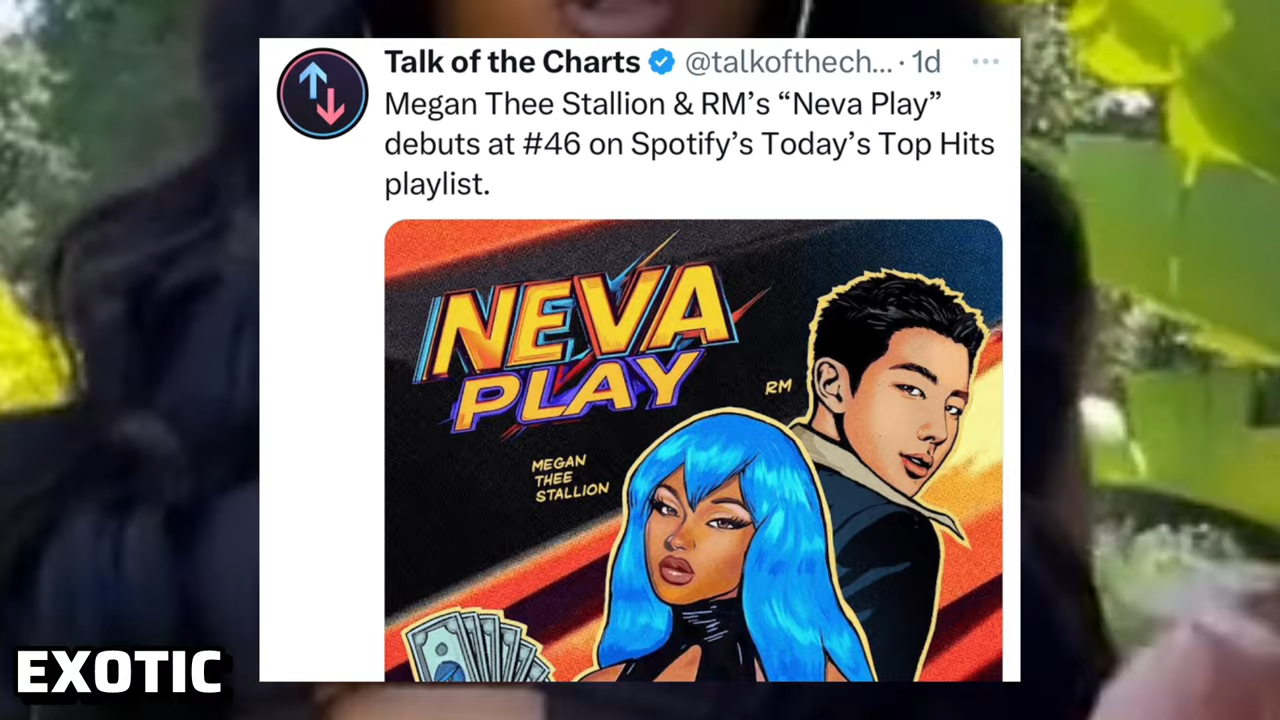 Talk of the Charts @talkofthech... · 1d ···
Megan Thee Stallion & RM’s “Neva Play”
debuts at #46 on Spotify’s Today’s Top Hits
playlist.
NEVA
PLAY
RM
MEGAN
THEE
STALLION
EXOTIC